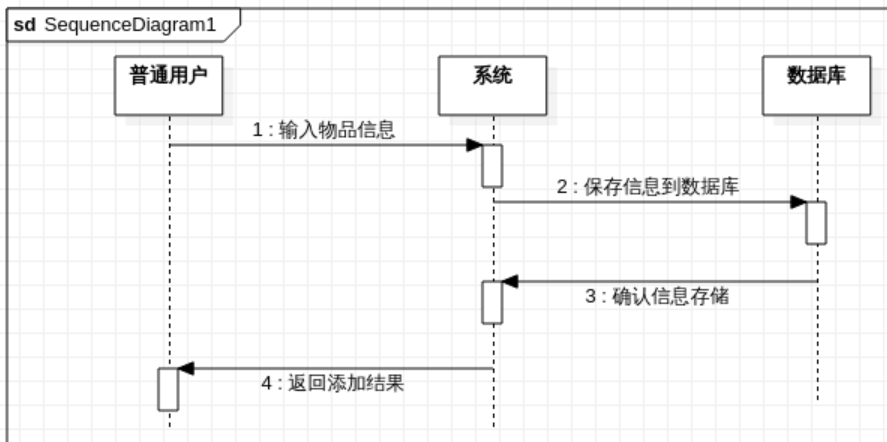 sd SequenceDiagram1
普通用户
系统
数据库
1 : 输入物品信息
2 : 保存信息到数据库
3 : 确认信息存储
4 : 返回添加结果